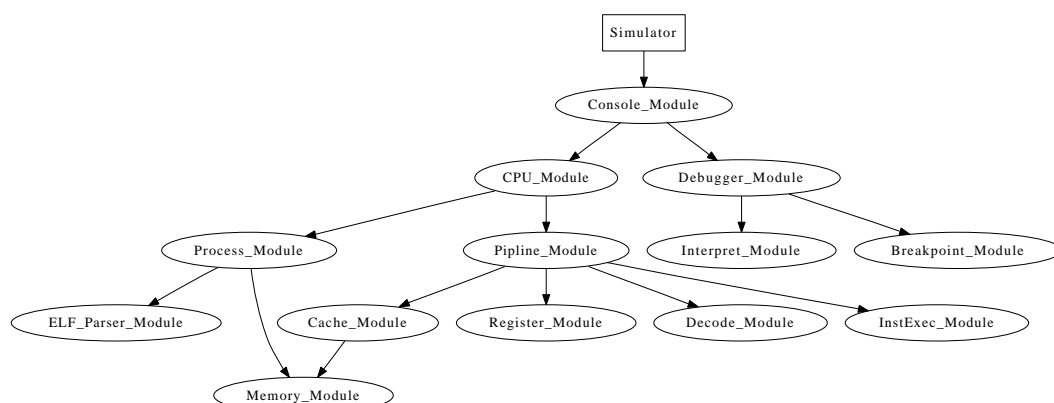 Simulator
Console_Module
CPU_Module
Debugger_Module
Process_Module
Pipline_Module
Interpret_Module
Breakpoint_Module
ELF_Parser_Module
Cache_Module
Register_Module
Decode_Module
InstExec_Module
Memory_Module